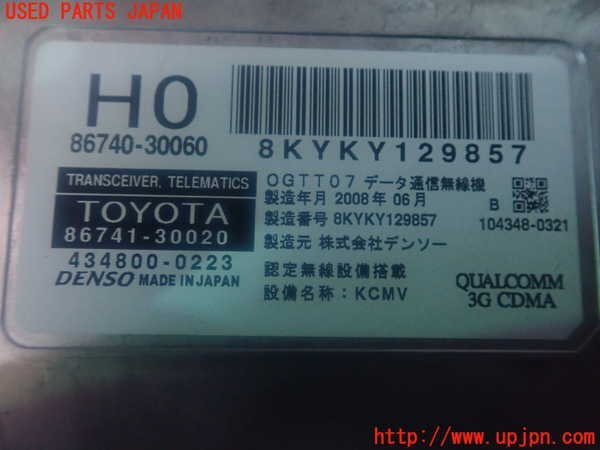 USED PARTS JAPAN
H0
86740-30060
8KYKY129857
TRANSCEIVER, TELEMATICS
TOYOTA
86741-30020
434800-0223
DENSO MADE IN JAPAN
OGTT07 データ通信無線機
製造年月 2008年 06月
製造番号 8KYKY129857
製造元 株式会社デンソー
認定無線設備搭載
設備名称：KCMV
B
104348-0321
QUALCOMM
3G CDMA
http://www.upjpn.com/